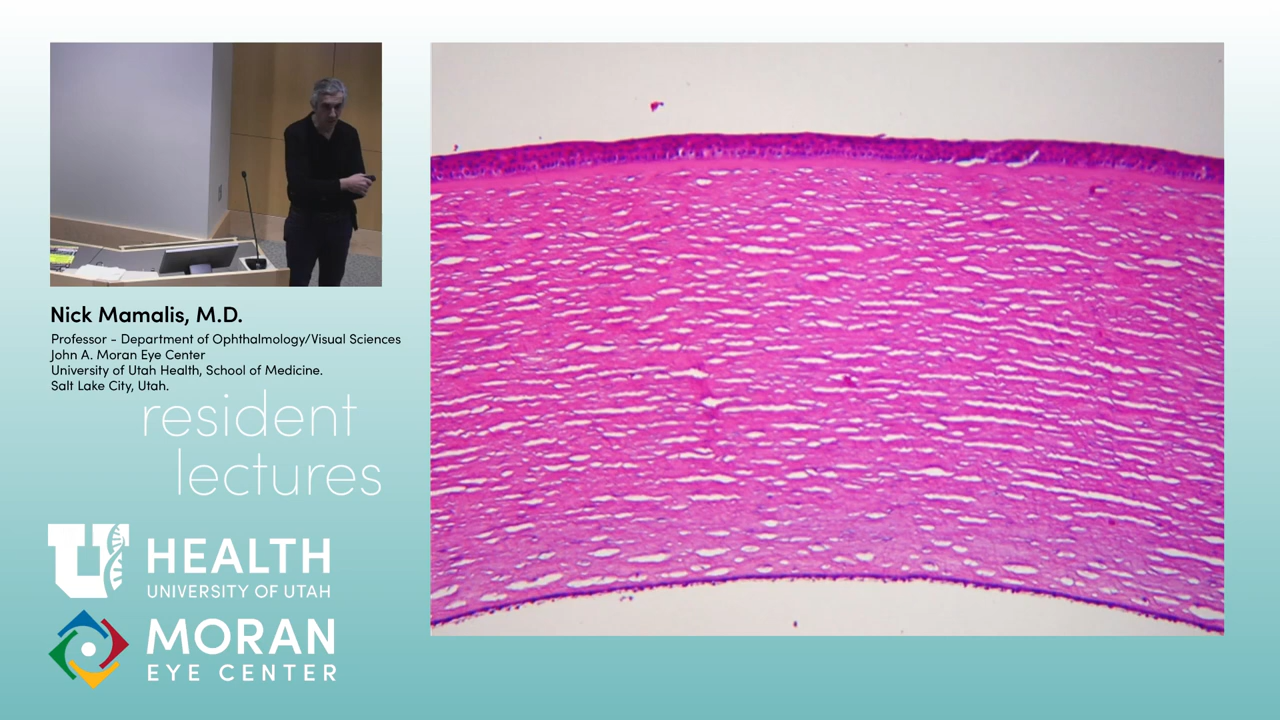 Nick Mamalis, M.D.
Professor - Department of Ophthalmology/Visual Sciences
John A. Moran Eye Center
University of Utah Health, School of Medicine.
Salt Lake City, Utah.
resident
lectures
U HEALTH
UNIVERSITY OF UTAH
MORAN
EYE CENTER